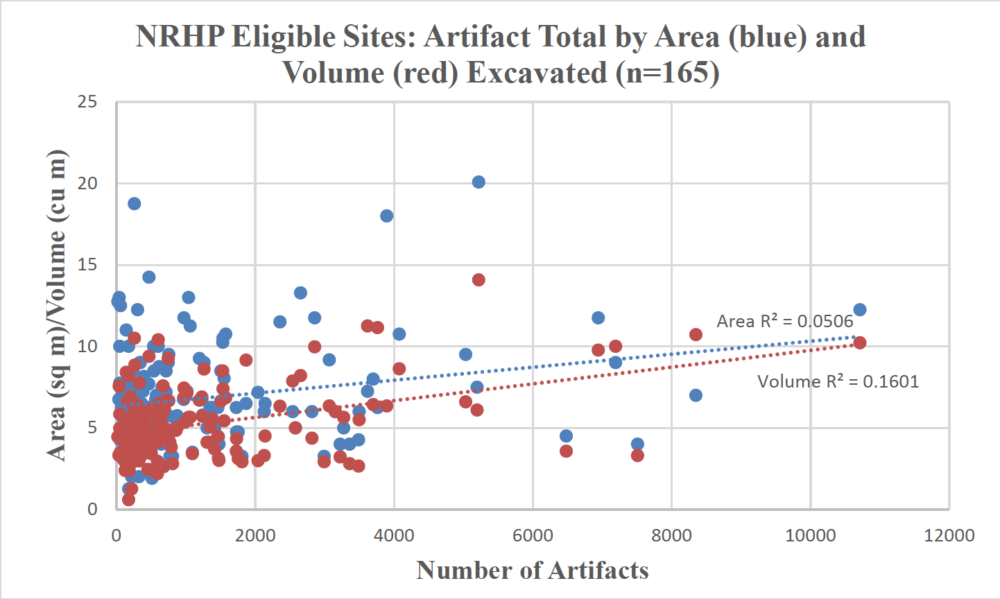 NRHP Eligible Sites: Artifact Total by Area (blue) and
Volume (red) Excavated (n=165)
Area (sq m)/Volume (cu m)
25
20
15
10
5
0
Area R² = 0.0506
Volume R² = 0.1601
0 2000 4000 6000 8000 10000 12000
Number of Artifacts